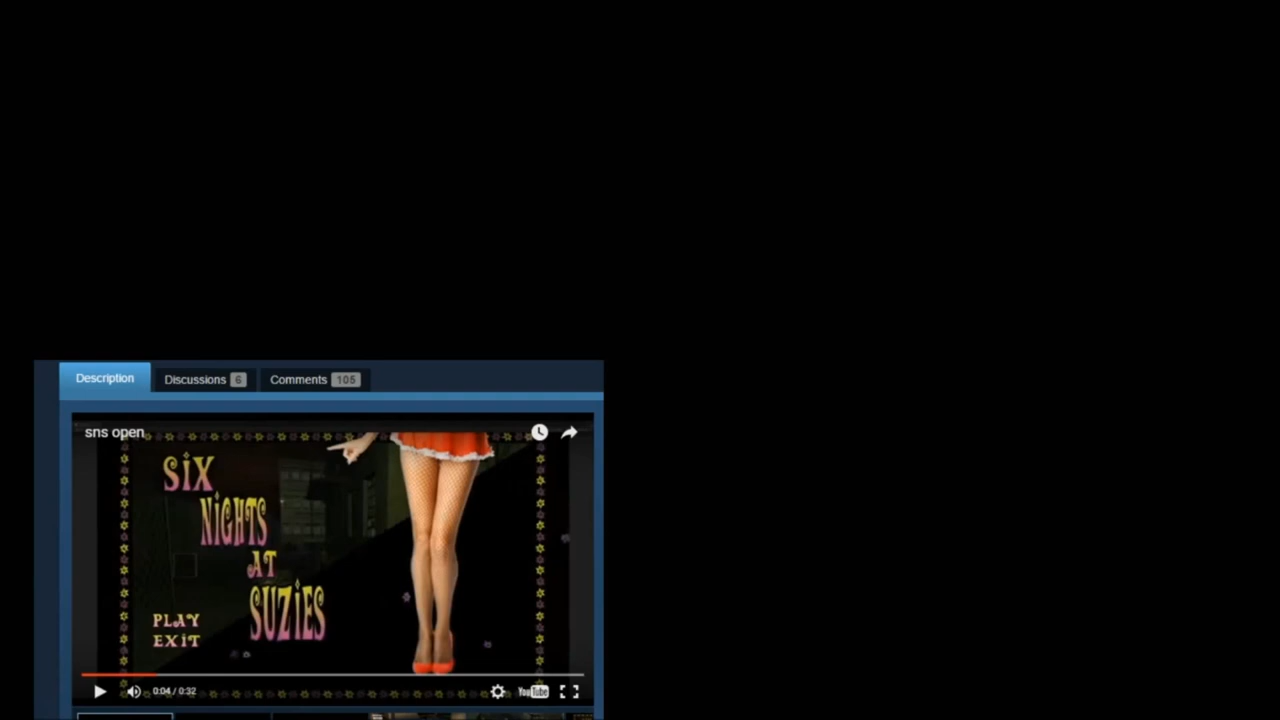 Description
Discussions 6
Comments 105
sns open
SiX
NiGHTS
AT
SUZiES
PLAY
EXiT
0:04 / 0:32
YouTube